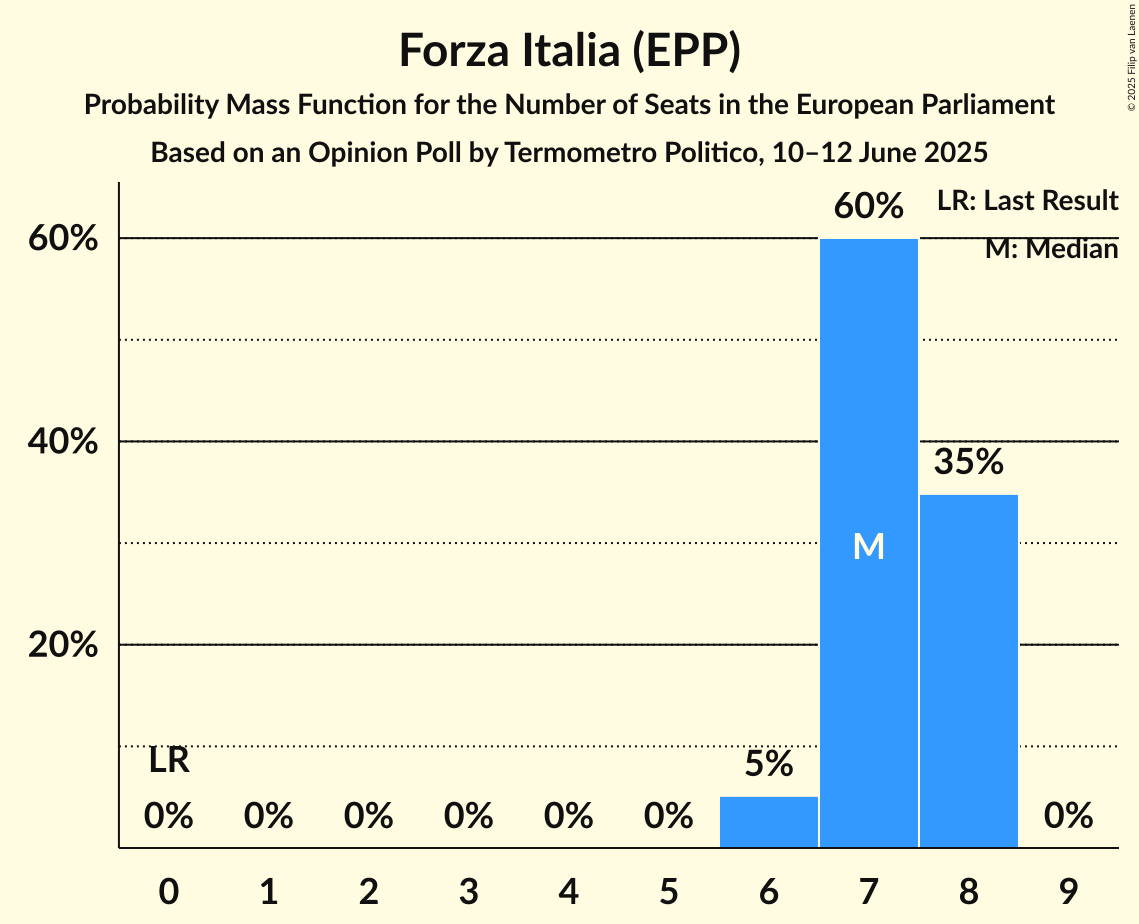 Forza Italia (EPP)
Probability Mass Function for the Number of Seats in the European Parliament
Based on an Opinion Poll by Termometro Politico, 10–12 June 2025
© 2025 Filip van Laenen
LR: Last Result
M: Median
60%
40%
20%
60%
35%
M
LR
5%
0% 0% 0% 0% 0% 0% 0%
0 1 2 3 4 5 6 7 8 9